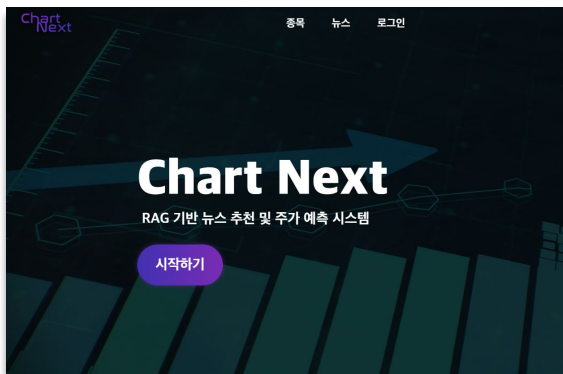 Chart
Next
종목 뉴스 로그인
Chart Next
RAG 기반 뉴스 추천 및 주가 예측 시스템
시작하기